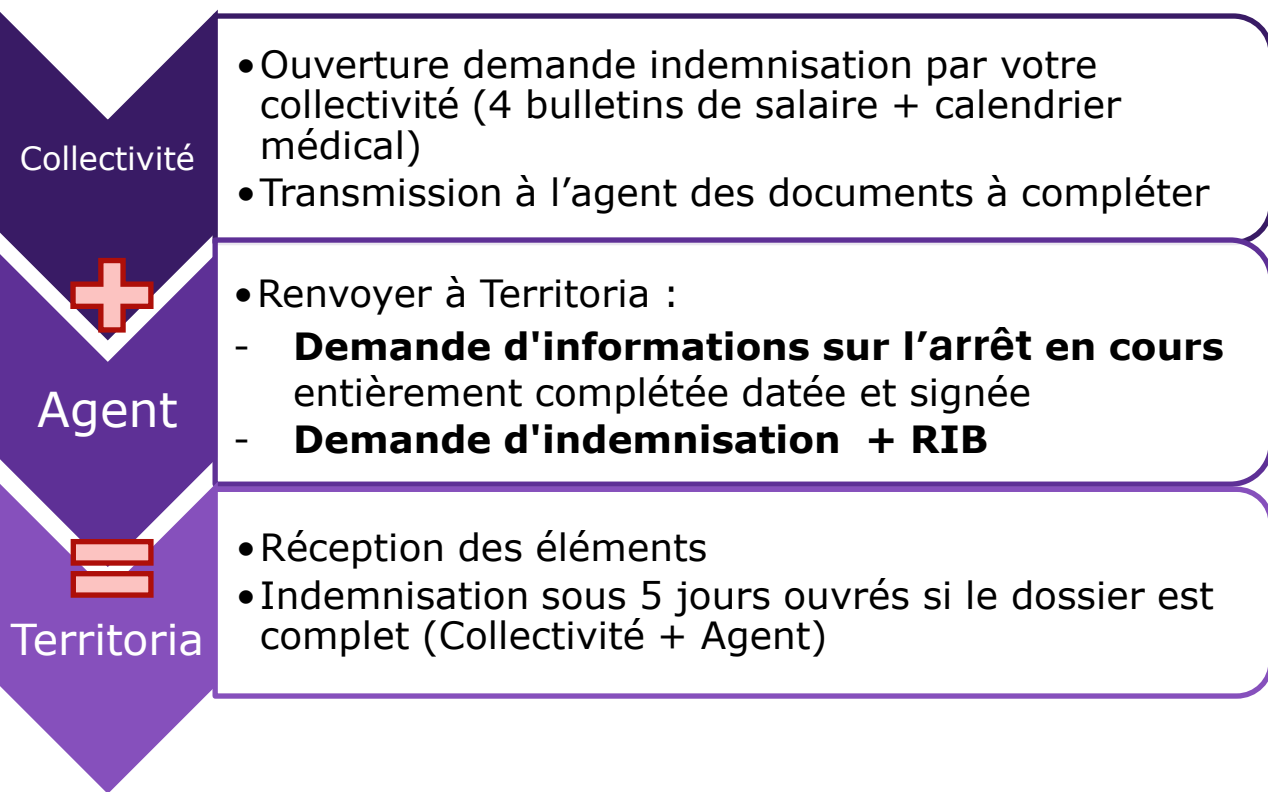 Collectivité
•Ouverture demande indemnisation par votre
collectivité (4 bulletins de salaire + calendrier
médical)
•Transmission à l’agent des documents à compléter
Agent
•Renvoyer à Territoria :
- Demande d'informations sur l’arrêt en cours
entièrement complétée datée et signée
- Demande d'indemnisation + RIB
Territoria
•Réception des éléments
•Indemnisation sous 5 jours ouvrés si le dossier est
complet (Collectivité + Agent)